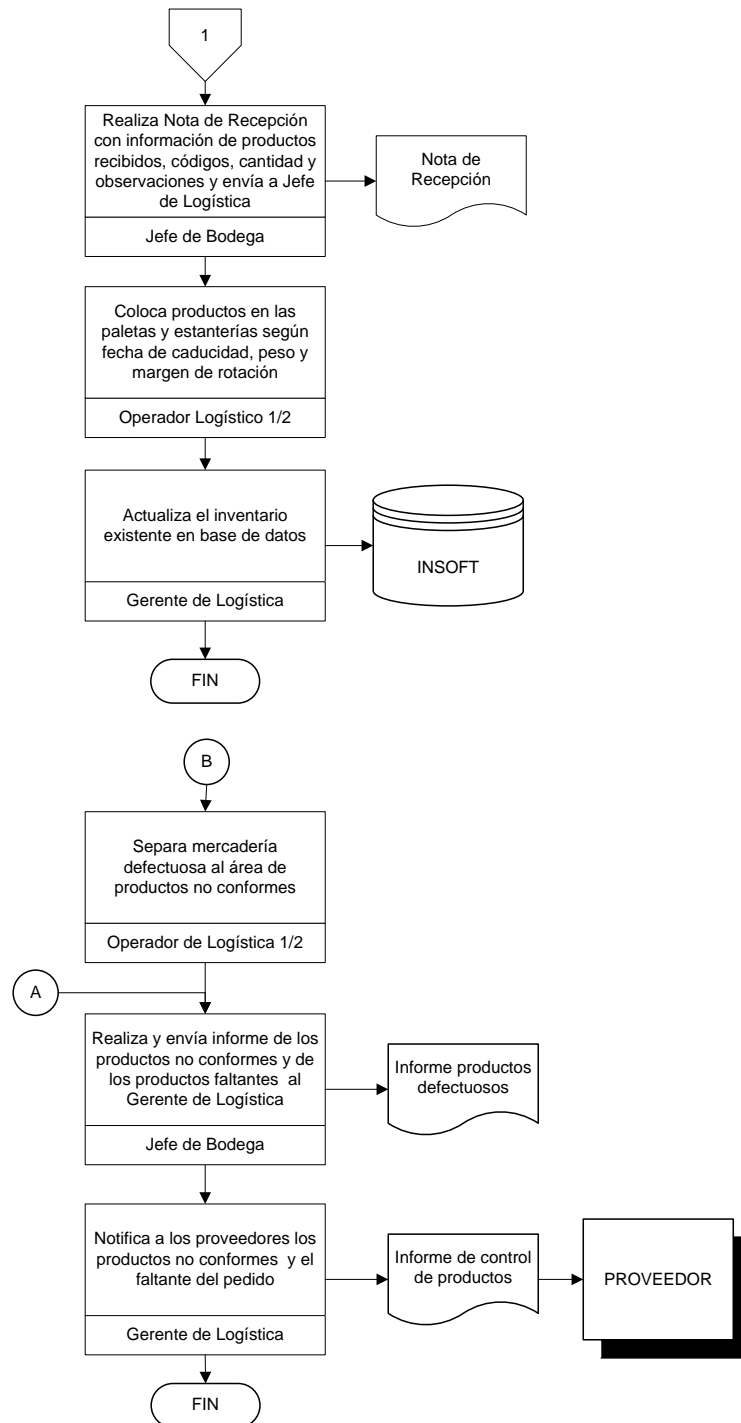 1
Realiza Nota de Recepción
con información de productos
recibidos, códigos, cantidad y
observaciones y envía a Jefe
de Logística
Jefe de Bodega
Nota de
Recepción
Coloca productos en las
paletas y estanterías según
fecha de caducidad, peso y
margen de rotación
Operador Logístico 1/2
Actualiza el inventario
existente en base de datos
Gerente de Logística
INSOFT
FIN
B
Separa mercadería
defectuosa al área de
productos no conformes
Operador de Logística 1/2
A
Realiza y envía informe de los
productos no conformes y de
los productos faltantes al
Gerente de Logística
Jefe de Bodega
Informe productos
defectuosos
Notifica a los proveedores los
productos no conformes y el
faltante del pedido
Gerente de Logística
Informe de control
de productos
PROVEEDOR
FIN